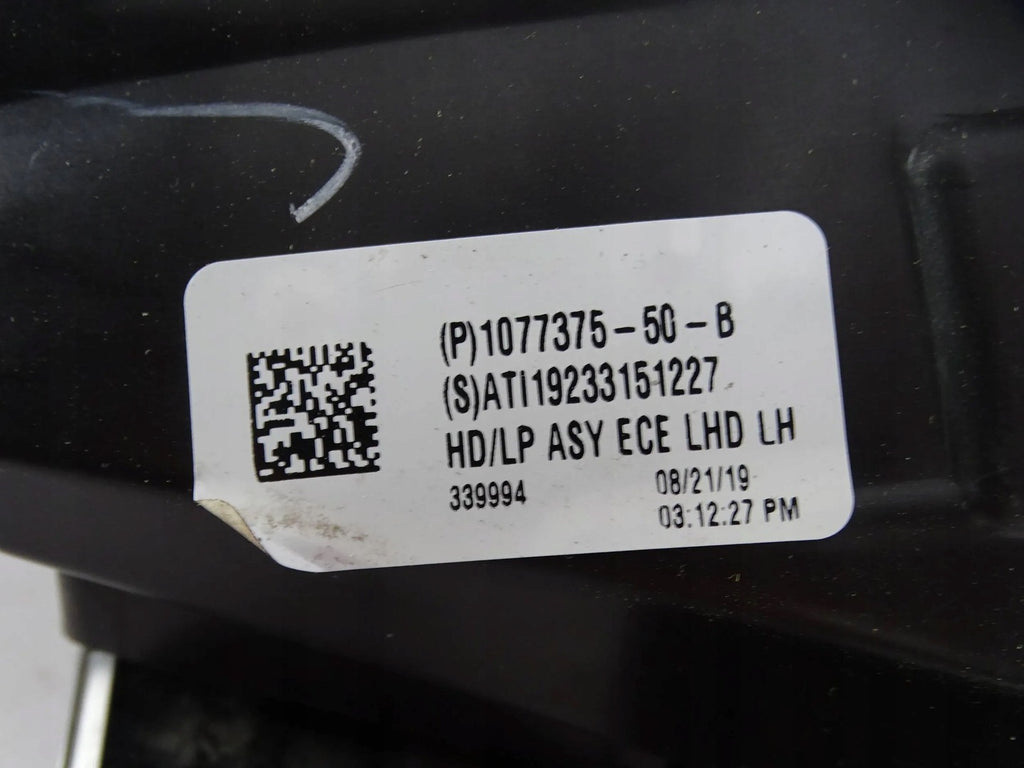 (P)1077375-50-B
(S)ATI19233151227
HD/LP ASY ECE LHD LH
339994 08/21/19
03:12:27 PM